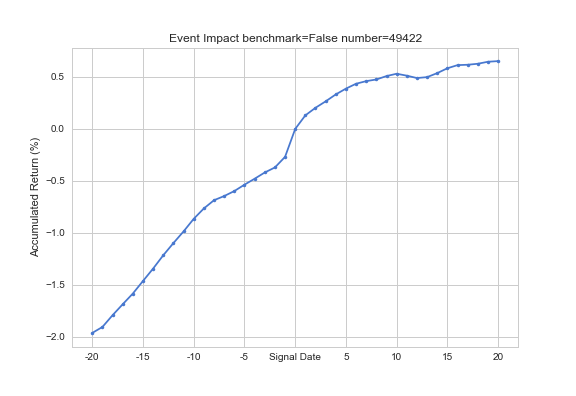 Event Impact benchmark=False number=49422
Accumulated Return (%)
0.5
0.0
−0.5
−1.0
−1.5
−2.0
-20 -15 -10 -5 Signal Date 5 10 15 20